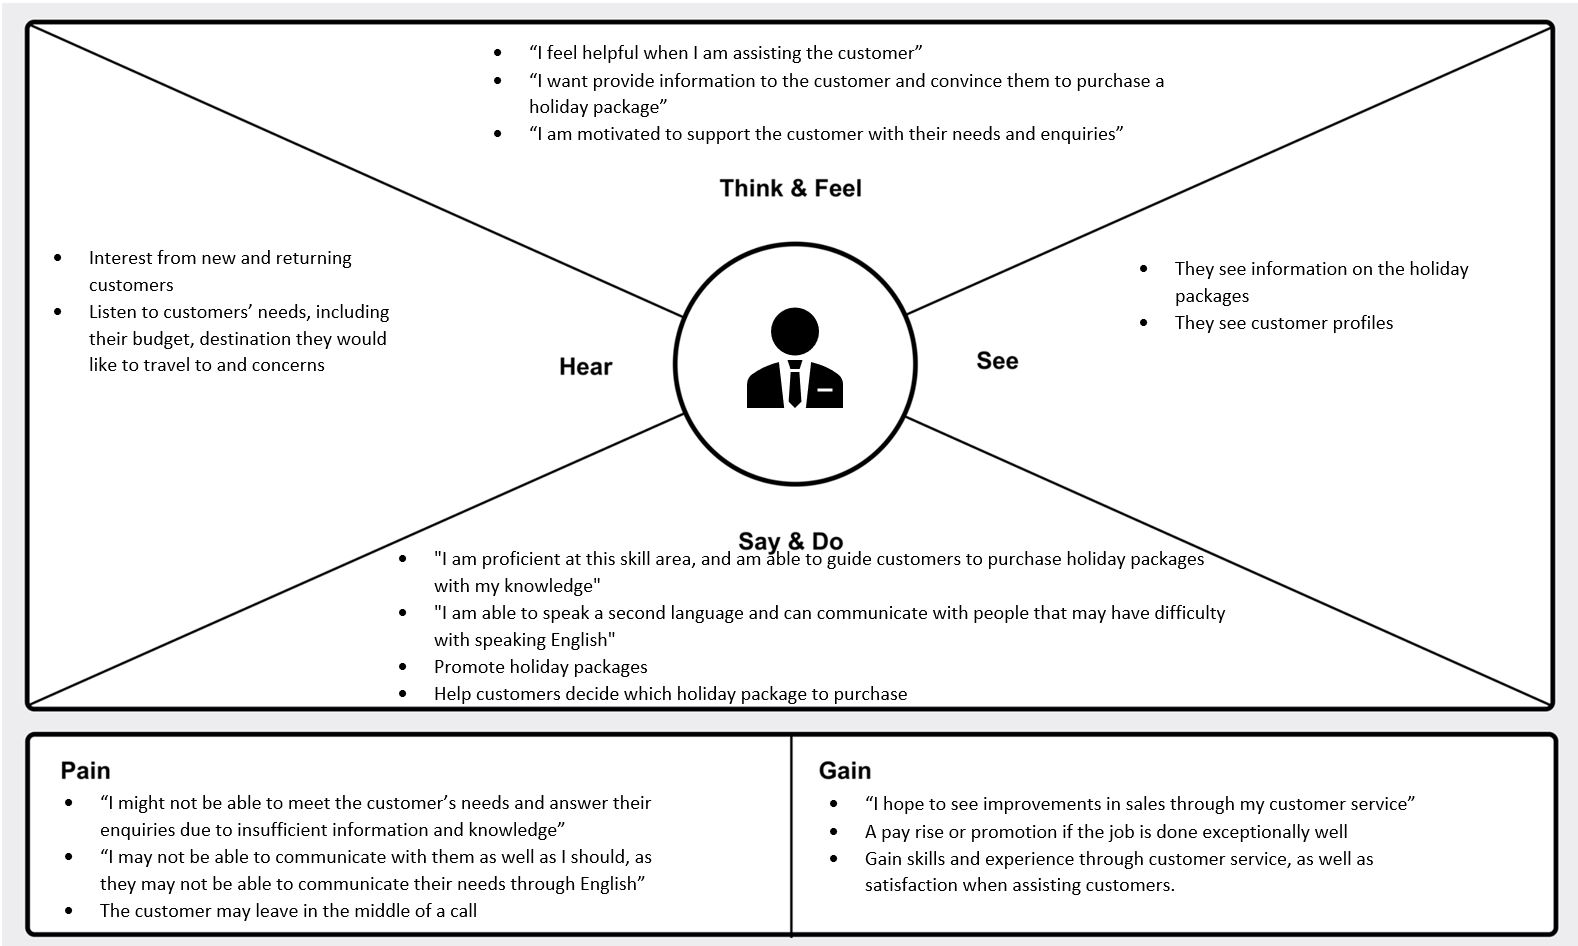 • “I feel helpful when I am assisting the customer”
• “I want provide information to the customer and convince them to purchase a
holiday package”
• “I am motivated to support the customer with their needs and enquiries”
Think & Feel
• Interest from new and returning
customers
• Listen to customers’ needs, including
their budget, destination they would
like to travel to and concerns
Hear
• They see information on the holiday
packages
• They see customer profiles
See
Say & Do
• "I am proficient at this skill area, and am able to guide customers to purchase holiday packages
with my knowledge"
• "I am able to speak a second language and can communicate with people that may have difficulty
with speaking English"
• Promote holiday packages
• Help customers decide which holiday package to purchase
Pain
• “I might not be able to meet the customer’s needs and answer their
enquiries due to insufficient information and knowledge”
• “I may not be able to communicate with them as well as I should, as
they may not be able to communicate their needs through English”
• The customer may leave in the middle of a call
Gain
• “I hope to see improvements in sales through my customer service”
• A pay rise or promotion if the job is done exceptionally well
• Gain skills and experience through customer service, as well as
satisfaction when assisting customers.